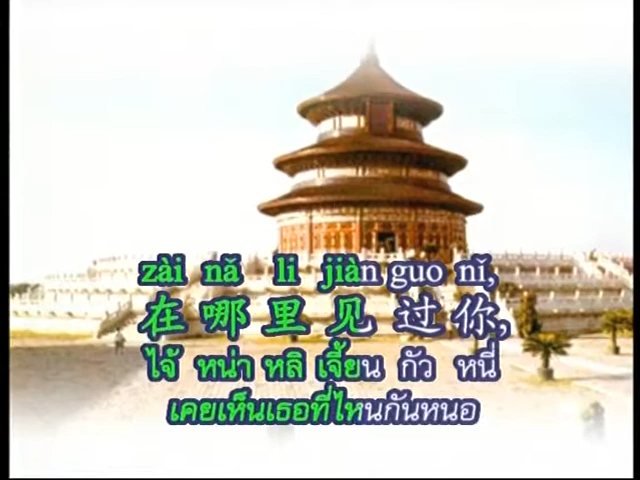 zài nă li jiàn guo nĭ,
在哪里见过你,
ไจ้ หน่า หลิ เจี้ยน กัว หนี่
เคยเห็นเธอที่ไหนกันหนอ